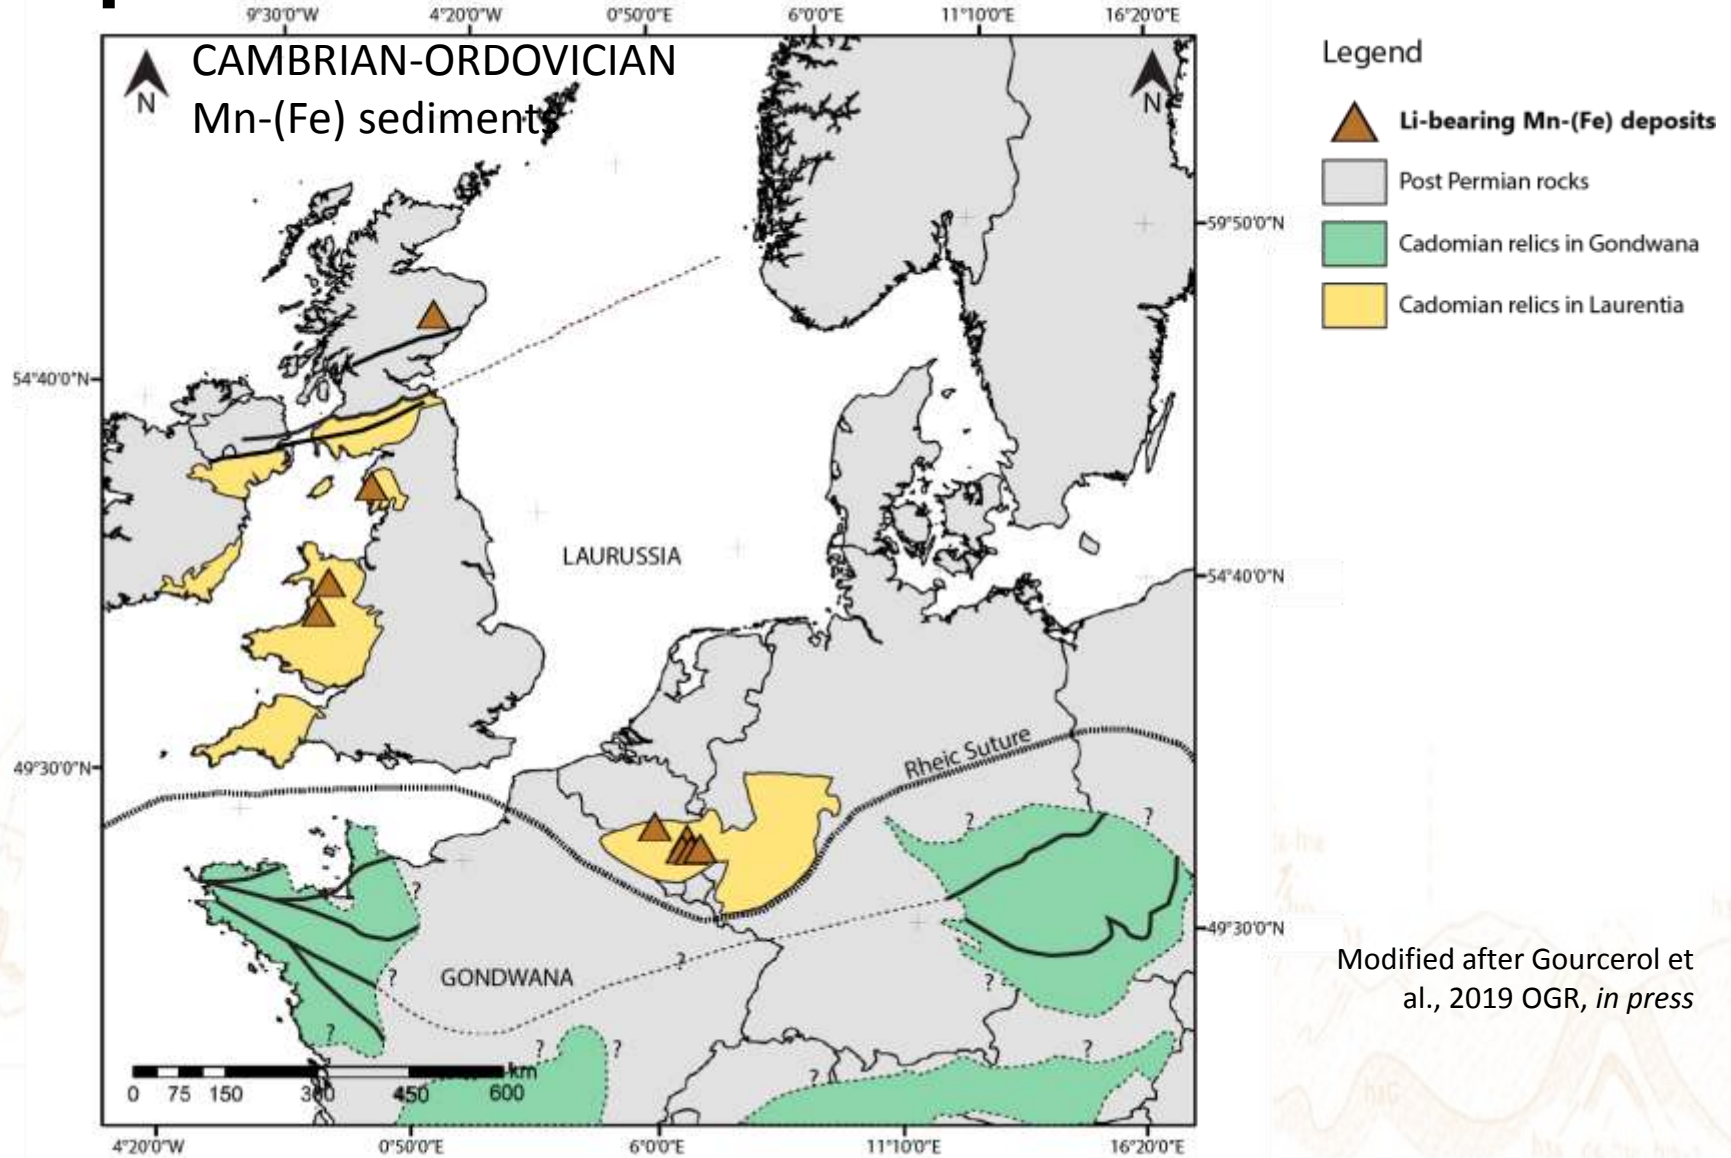 9°30'0"W 4°20'0"W 0°50'0"E 6°0'0"E 11°10'0"E 16°20'0"E
CAMBRIAN-ORDOVICIAN
Mn-(Fe) sediments
N
N
Legend
Li-bearing Mn-(Fe) deposits
Post Permian rocks
Cadomian relics in Gondwana
Cadomian relics in Laurentia
59°50'0"N
54°40'0"N
LAURUSSIA
54°40'0"N
49°30'0"N
Rheic Suture
? ?
?
49°30'0"N
GONDWANA
?
?
?
?
? ? ?
?
km
0 75 150 300 450 600
4°20'0"W 0°50'0"E 6°0'0"E 11°10'0"E 16°20'0"E
Modified after Gourcerol et
al., 2019 OGR, in press